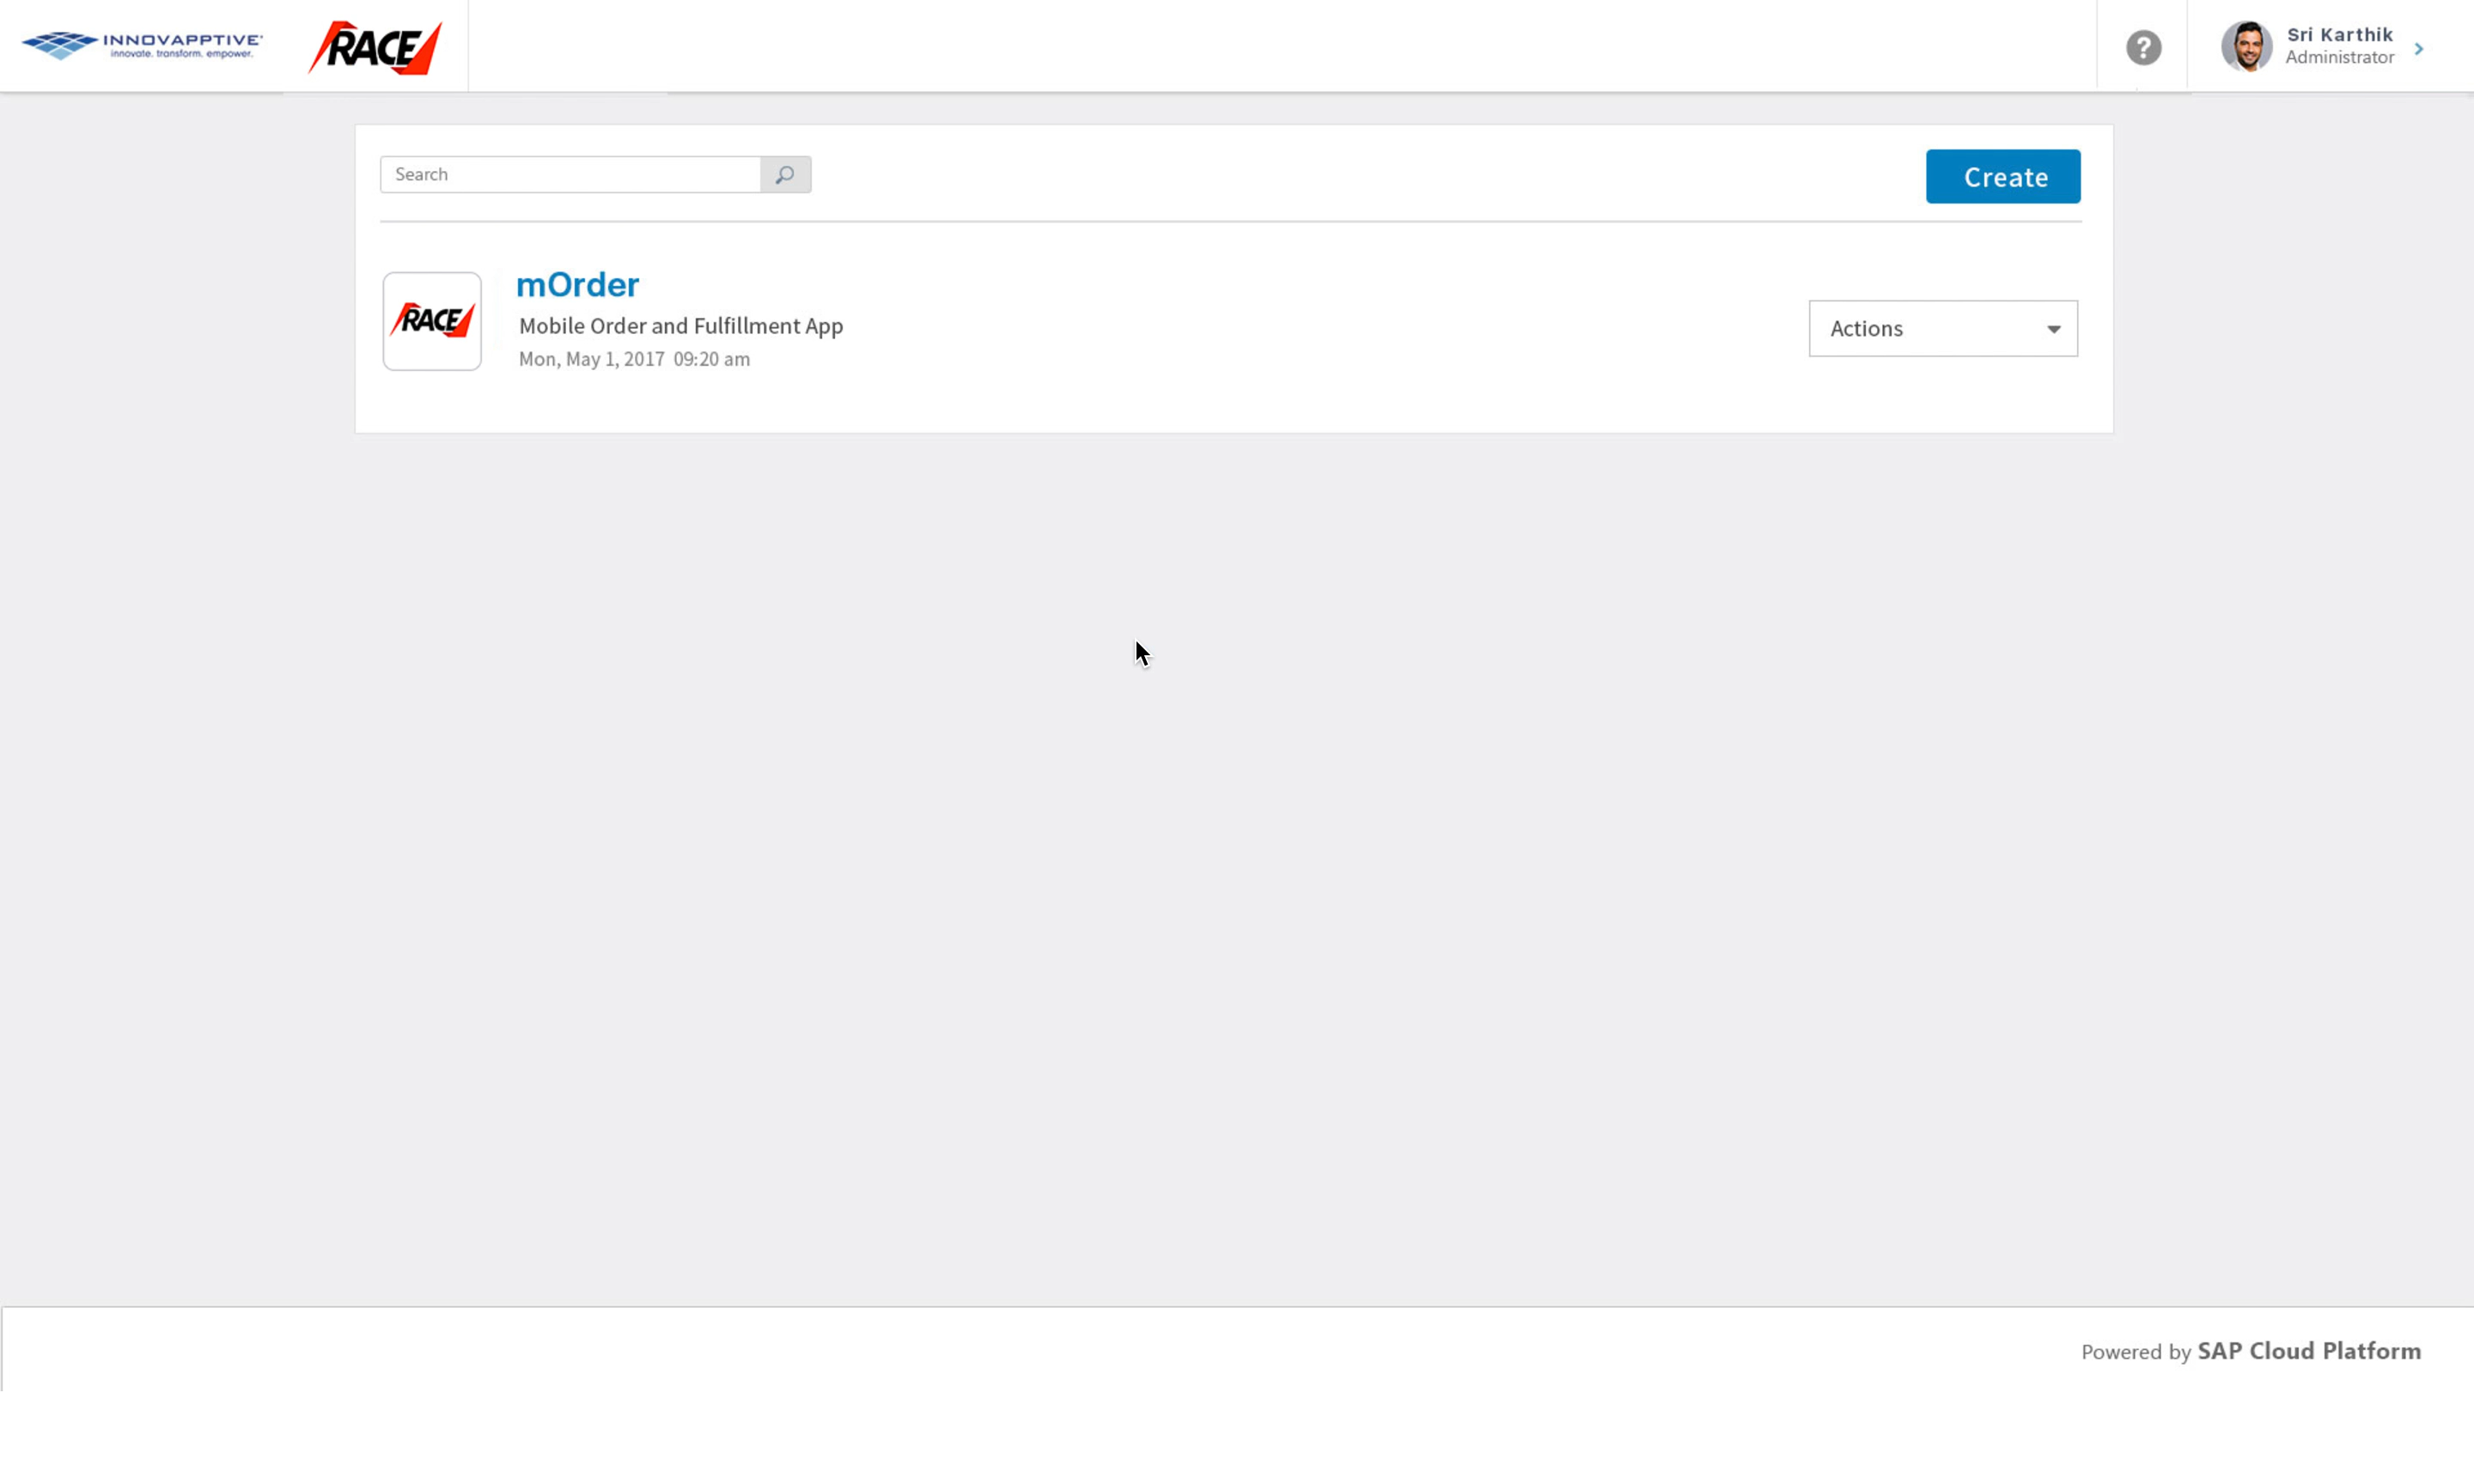 INNOVAPPTIVE
innovate. transform. empower.
RACE
?
Sri Karthik
Administrator
Search
Create
RACE
mOrder
Mobile Order and Fulfillment App
Mon, May 1, 2017 09:20 am
Actions
Powered by SAP Cloud Platform